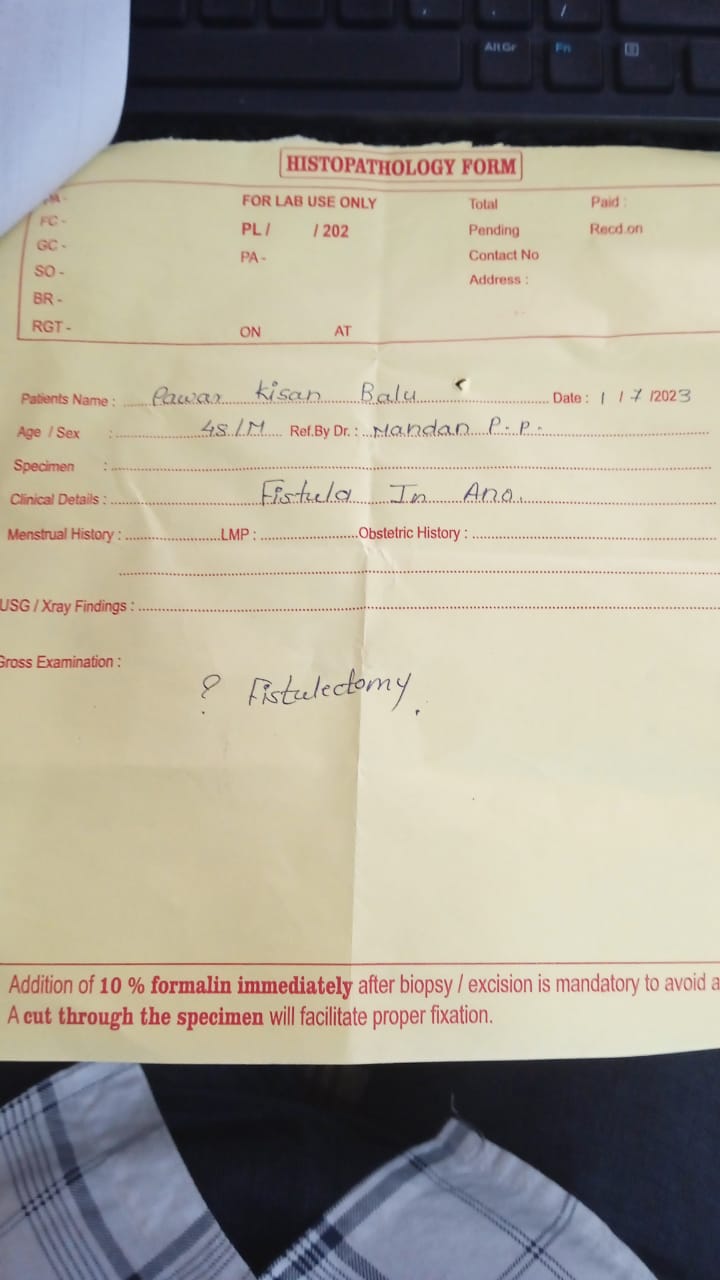 AltGr Fn
HISTOPATHOLOGY FORM
FOR LAB USE ONLY Total Paid :
FC -
PL / / 202 Pending Recd.on
GC -
PA - Contact No
SO - Address :
BR -
RGT - ON AT
Patients Name : Pawar Kisan Balu Date : 1 / 7 /2023
Age / Sex : 48/M Ref.By Dr. : Mandan P. P.
Specimen :
Clinical Details : Fistula In Ano.
Menstrual History : LMP : Obstetric History :
USG / Xray Findings :
Gross Examination :
? Fistulectomy.
Addition of 10 % formalin immediately after biopsy / excision is mandatory to avoid a
A cut through the specimen will facilitate proper fixation.